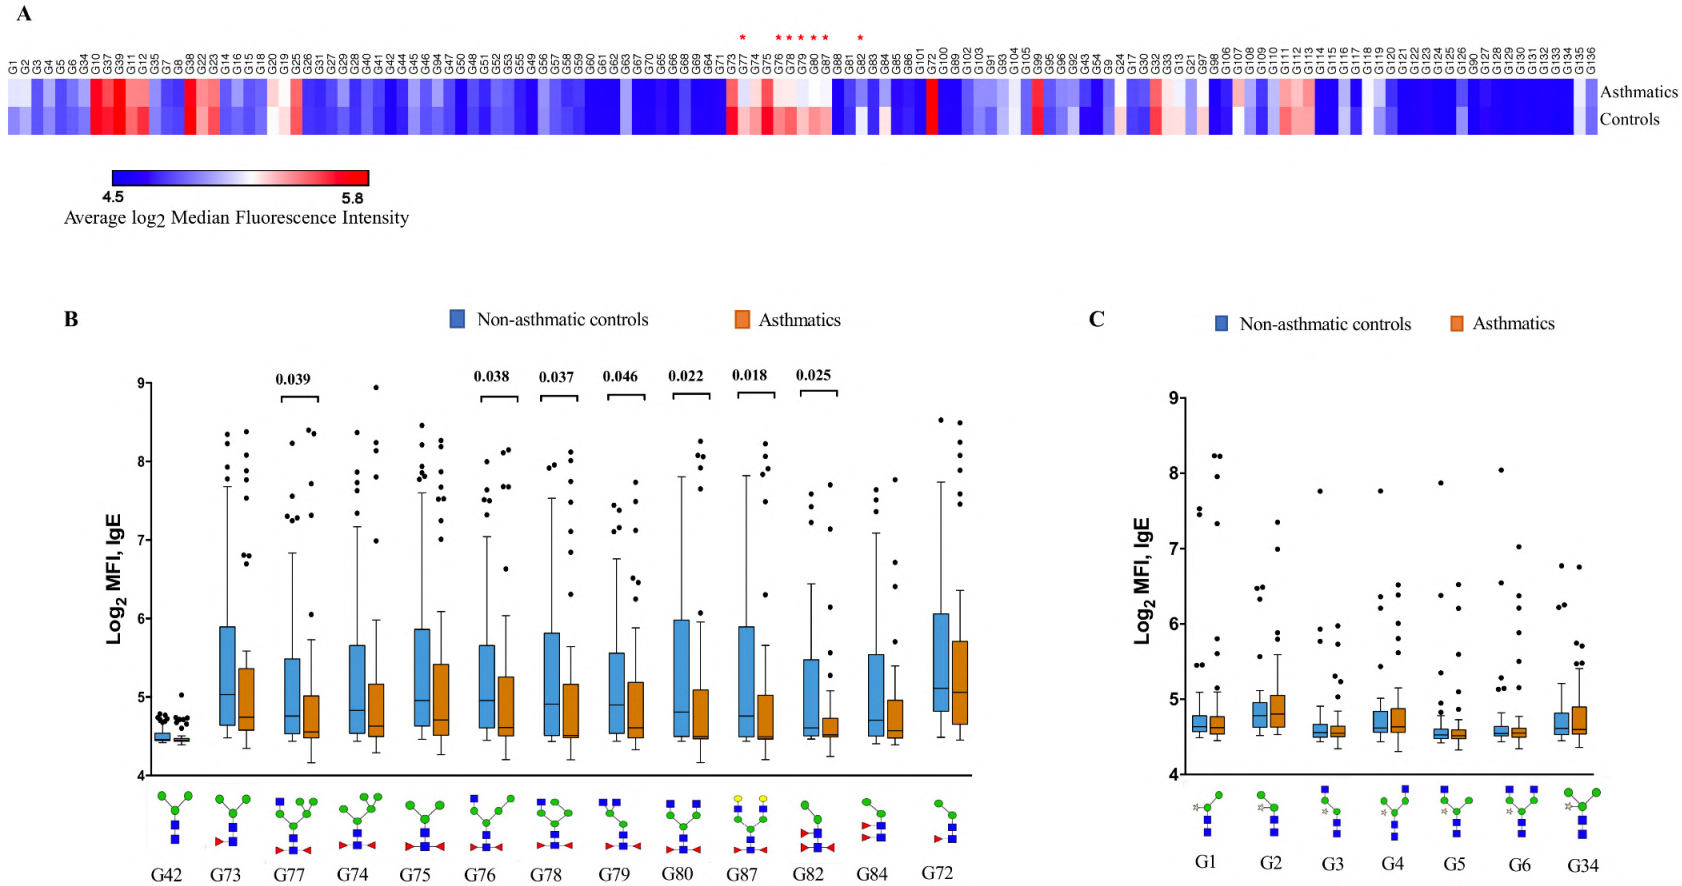 A
* * * * * * *
G1 G2 G3 G4 G5 G6 G34 G10 G37 G39 G11 G12 G35 G7 G8 G38 G22 G23 G14 G16 G15 G18 G20 G19 G25 G26 G31 G27 G29 G28 G40 G41 G42 G44 G45 G46 G94 G47 G50 G48 G51 G52 G53 G55 G49 G56 G57 G58 G59 G60 G61 G62 G63 G67 G70 G65 G66 G68 G69 G64 G71 G73 G77 G74 G75 G76 G78 G79 G80 G87 G88 G81 G82 G83 G84 G85 G86 G101 G72 G100 G89 G102 G103 G91 G93 G104 G105 G99 G95 G96 G92 G43 G54 G9 G24 G17 G30 G32 G33 G13 G21 G97 G98 G106 G107 G108 G109 G110 G111 G112 G113 G114 G115 G116 G117 G118 G119 G120 G121 G122 G123 G124 G125 G126 G90 G127 G128 G129 G130 G131 G132 G133 G134 G135 G136
Asthmatics
Controls
4.5 5.8
Average log2 Median Fluorescence Intensity
B
Non-asthmatic controls Asthmatics
0.039 0.038 0.037 0.046 0.022 0.018 0.025
9
8
7
6
5
4
Log2 MFI, IgE
G42 G73 G77 G74 G75 G76 G78 G79 G80 G87 G82 G84 G72
C
Non-asthmatic controls Asthmatics
9
8
7
6
5
4
Log2 MFI, IgE
G1 G2 G3 G4 G5 G6 G34